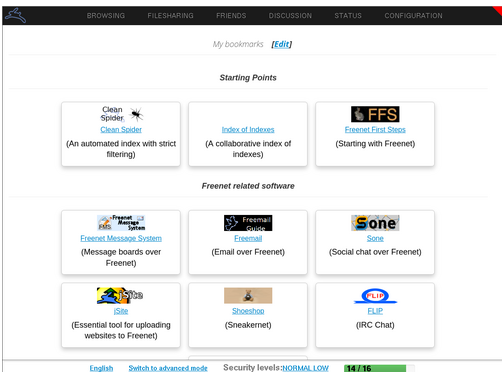 BROWSING FILESHARING FRIENDS DISCUSSION STATUS CONFIGURATION
My bookmarks [Edit]
Starting Points
Clean Spider
Clean Spider
(An automated index with strict filtering)
Index of Indexes
(A collaborative index of indexes)
FFS
Freenet First Steps
(Starting with Freenet)
Freenet related software
Freenet Message System
FMS
Freenet Message System
(Message boards over Freenet)
Freemail Guide
Freemail
(Email over Freenet)
Sone
Sone
(Social chat over Freenet)
jSite
jSite
(Essential tool for uploading websites to Freenet)
Shoeshop
(Sneakernet)
FLIP
FLIP
(IRC Chat)
English Switch to advanced mode Security levels:NORMAL LOW 14 / 16